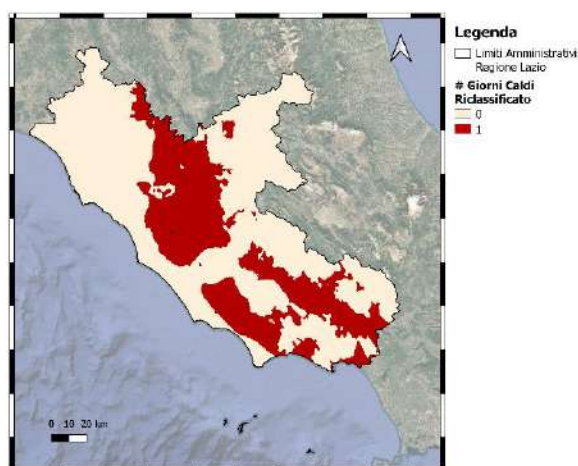 Legenda
Limiti Amministrativi
Regione Lazio
# Giorni Caldi
Riclassificato
0
1
0 10 20 km